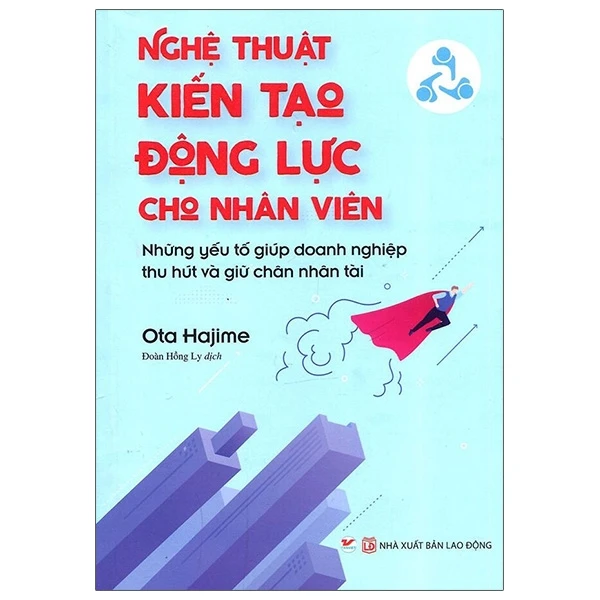 NGHỆ THUẬT
KIẾN TẠO
ĐỘNG LỰC
CHO NHÂN VIÊN
Những yếu tố giúp doanh nghiệp
thu hút và giữ chân nhân tài
Ota Hajime
Đoàn Hồng Ly dịch
LĐ NHÀ XUẤT BẢN LAO ĐỘNG